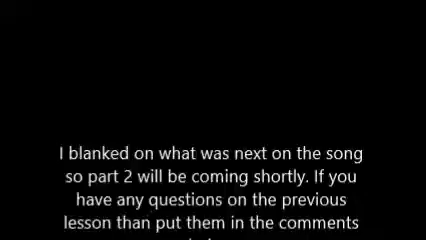 I blanked on what was next on the song
so part 2 will be coming shortly. If you
have any questions on the previous
lesson than put them in the comments